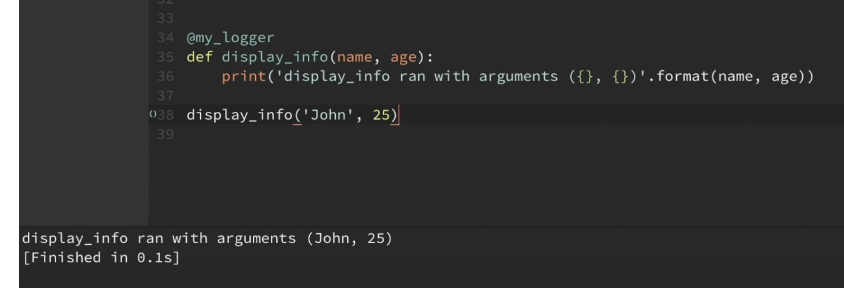 32
33
34 @my_logger
35 def display_info(name, age):
36     print('display_info ran with arguments ({}, {})'.format(name, age))
37
38 display_info('John', 25)
39
display_info ran with arguments (John, 25)
[Finished in 0.1s]